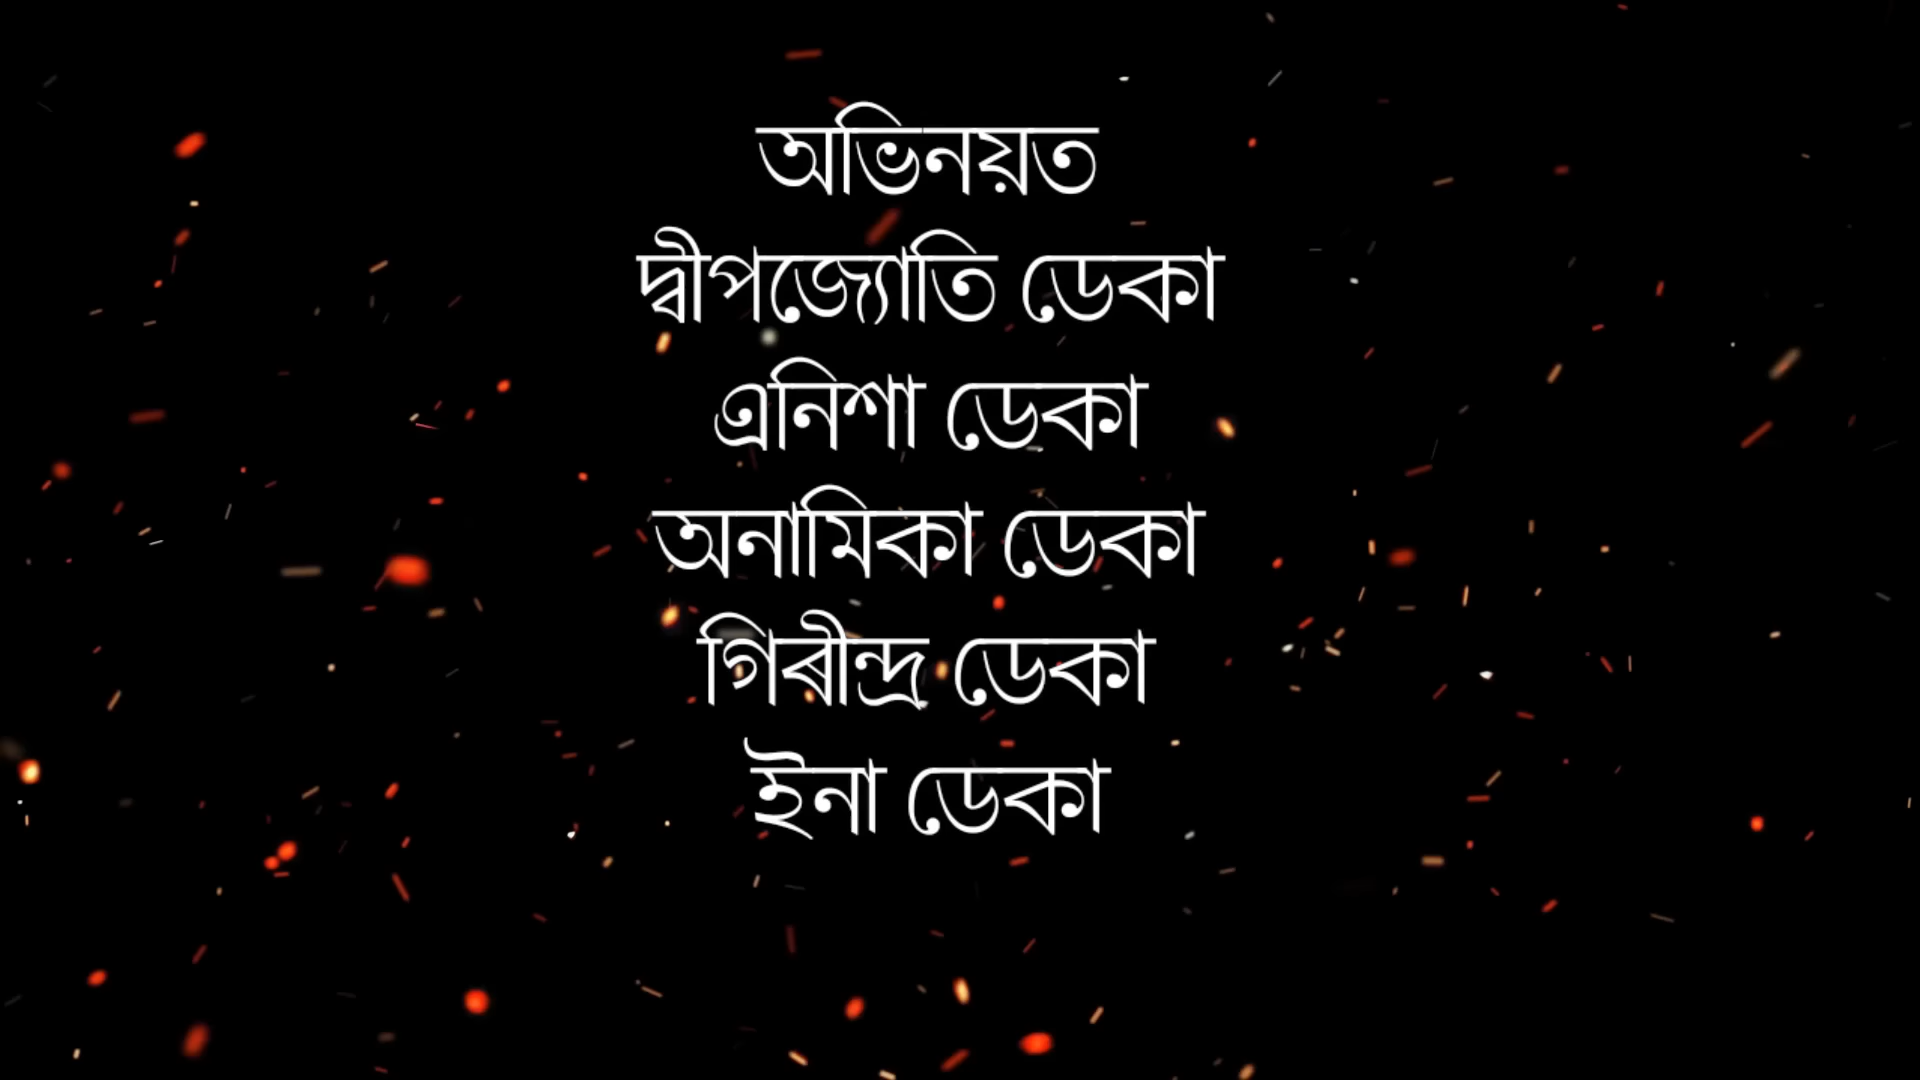 অভিনয়ত
দ্বীপজ্যোতি ডেকা
এনিশা ডেকা
অনামিকা ডেকা
গিৰীন্দ্ৰ ডেকা
ইনা ডেকা